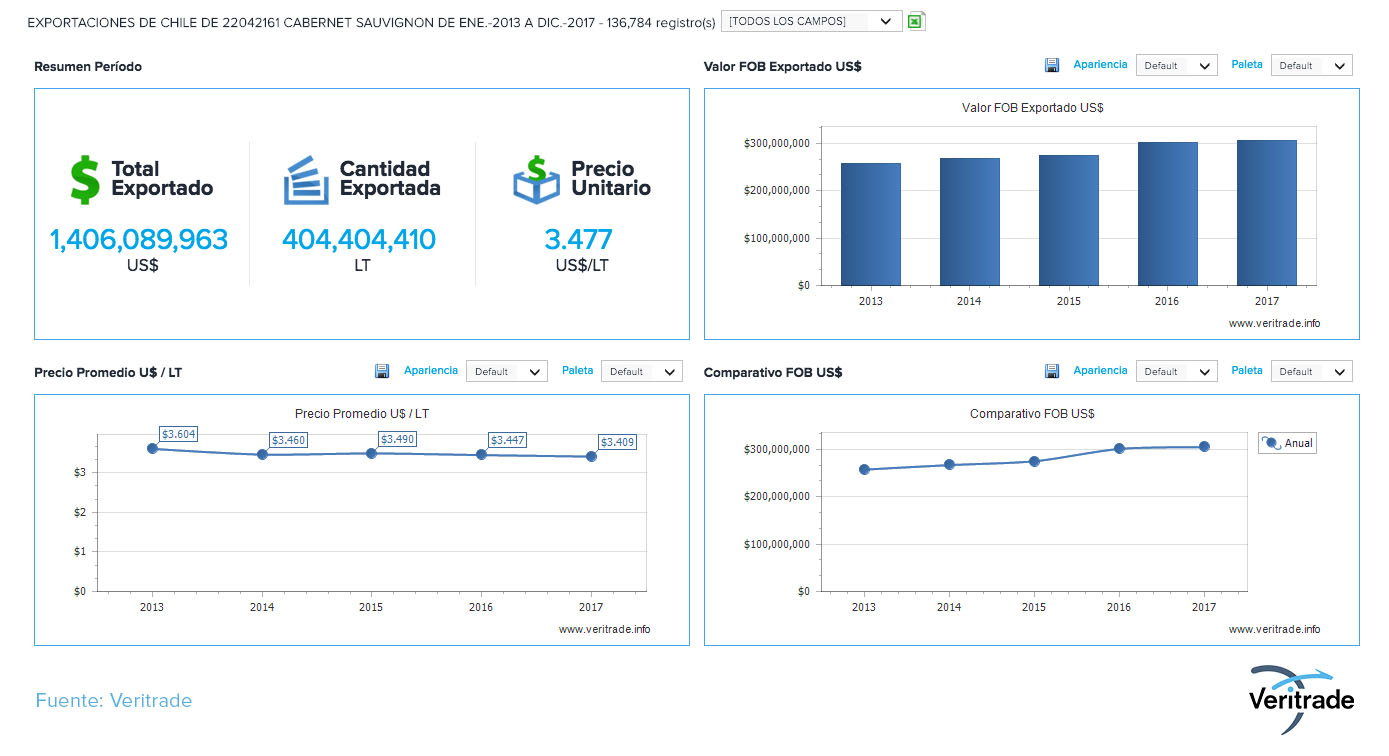 EXPORTACIONES DE CHILE DE 22042161 CABERNET SAUVIGNON DE ENE.-2013 A DIC.-2017 - 136,784 registro(s) [TODOS LOS CAMPOS]
Resumen Período
Total Exportado
1,406,089,963
US$
Cantidad Exportada
404,404,410
LT
Precio Unitario
3.477
US$/LT
Valor FOB Exportado US$ Apariencia Default Paleta Default
Valor FOB Exportado US$
$300,000,000
$200,000,000
$100,000,000
$0
2013 2014 2015 2016 2017
www.veritrade.info
Precio Promedio U$ / LT Apariencia Default Paleta Default
Precio Promedio U$ / LT
$3.604 $3.460 $3.490 $3.447 $3.409
$3
$2
$1
$0
2013 2014 2015 2016 2017
www.veritrade.info
Comparativo FOB US$ Apariencia Default Paleta Default
Comparativo FOB US$
$300,000,000
$200,000,000
$100,000,000
$0
2013 2014 2015 2016 2017
Anual
www.veritrade.info
Fuente: Veritrade
Veritrade